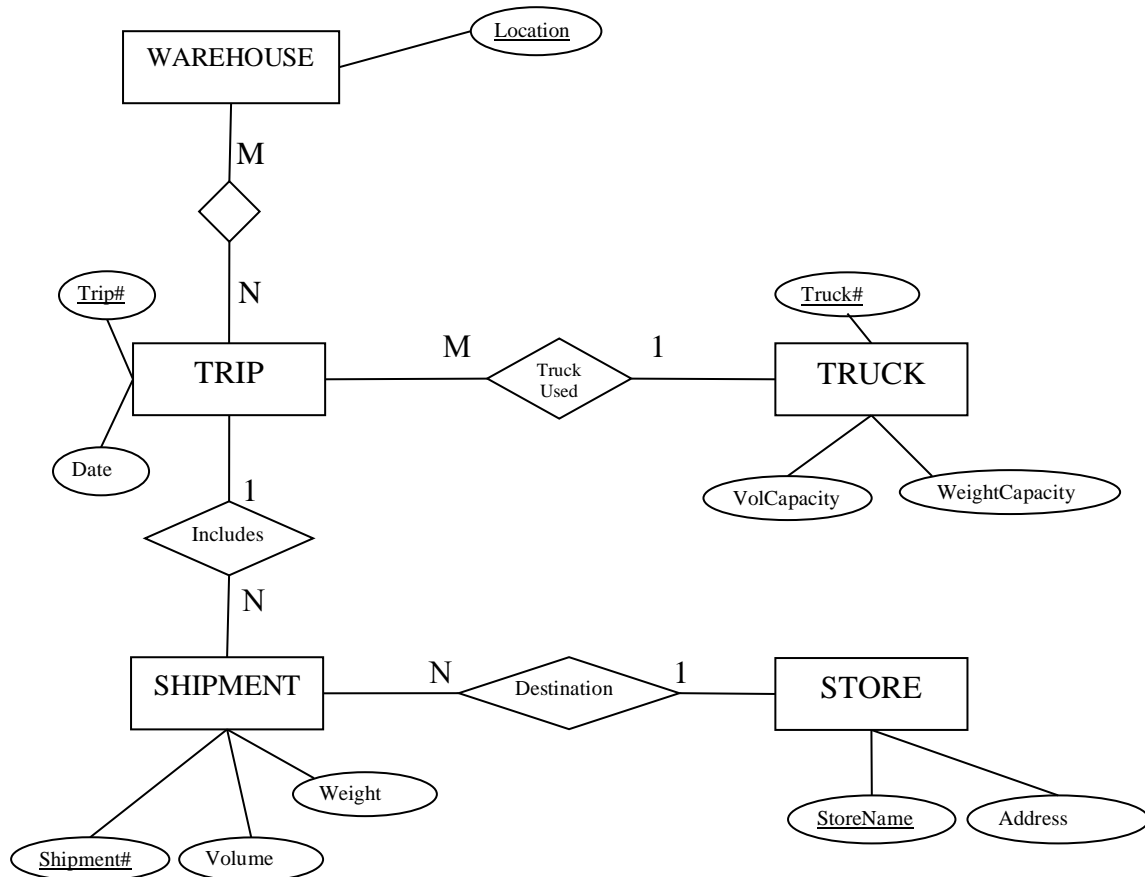 Location
WAREHOUSE
M
N
Trip#
Truck#
TRIP
M
Truck
Used
1
TRUCK
Date
VolCapacity
WeightCapacity
1
Includes
N
SHIPMENT
N
Destination
1
STORE
Weight
Shipment#
Volume
StoreName
Address